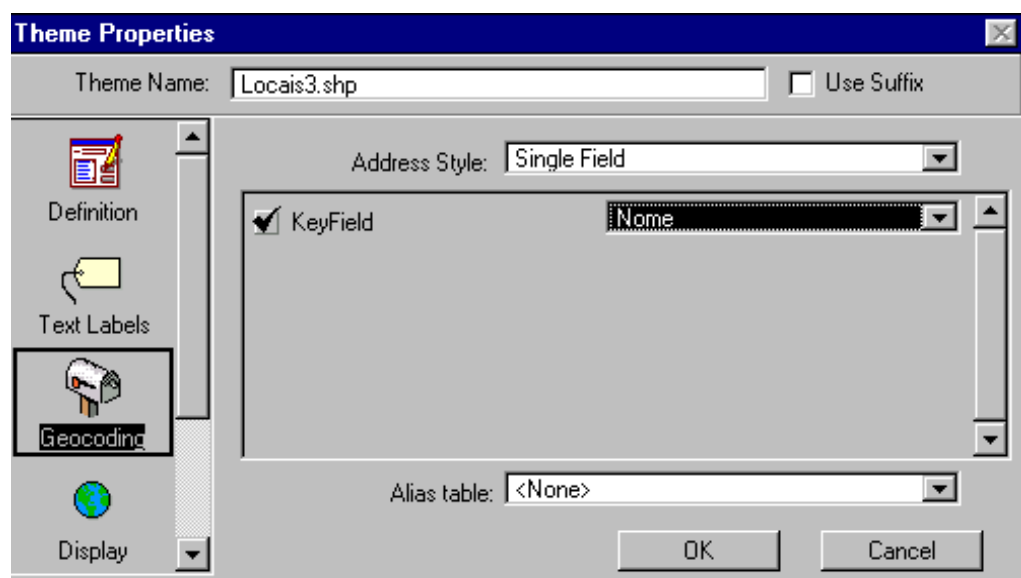 Theme Properties
Theme Name: Locais3.shp Use Suffix
Definition
Text Labels
Geocoding
Display
Address Style: Single Field
KeyField Nome
Alias table: <None>
OK Cancel